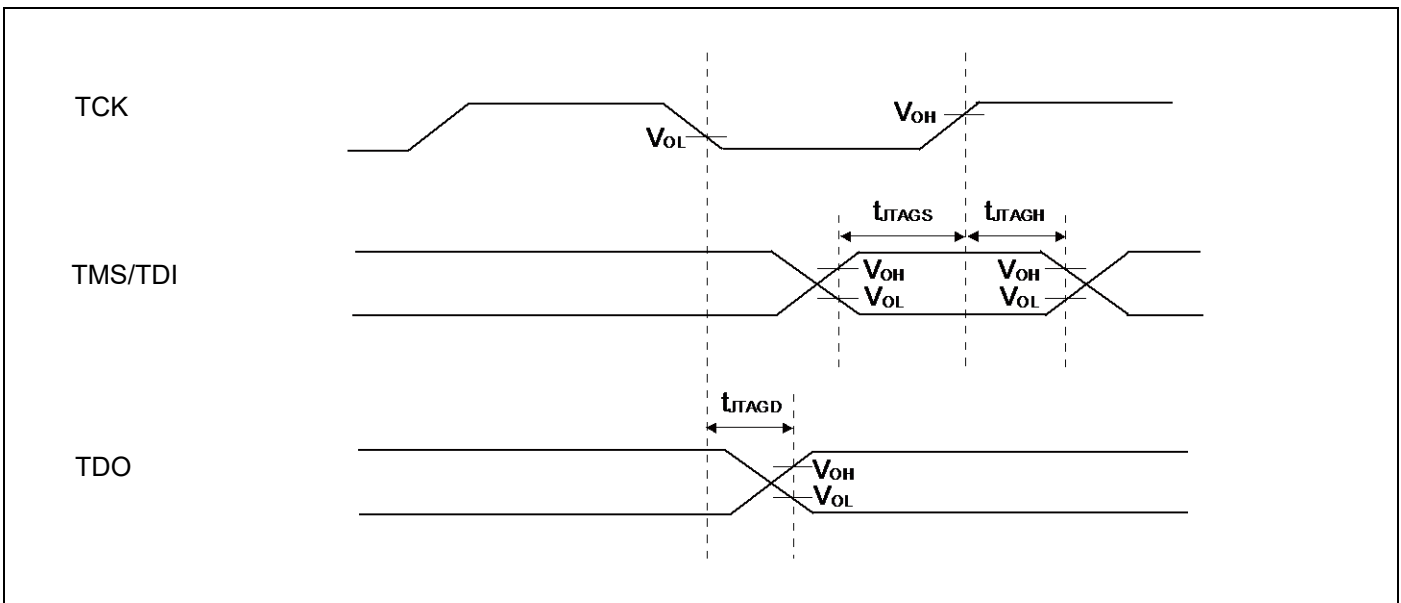 TCK
VOL
VOH
tJTAGS
tJTAGH
TMS/TDI
VOH
VOL
VOH
VOL
tJTAGD
TDO
VOH
VOL